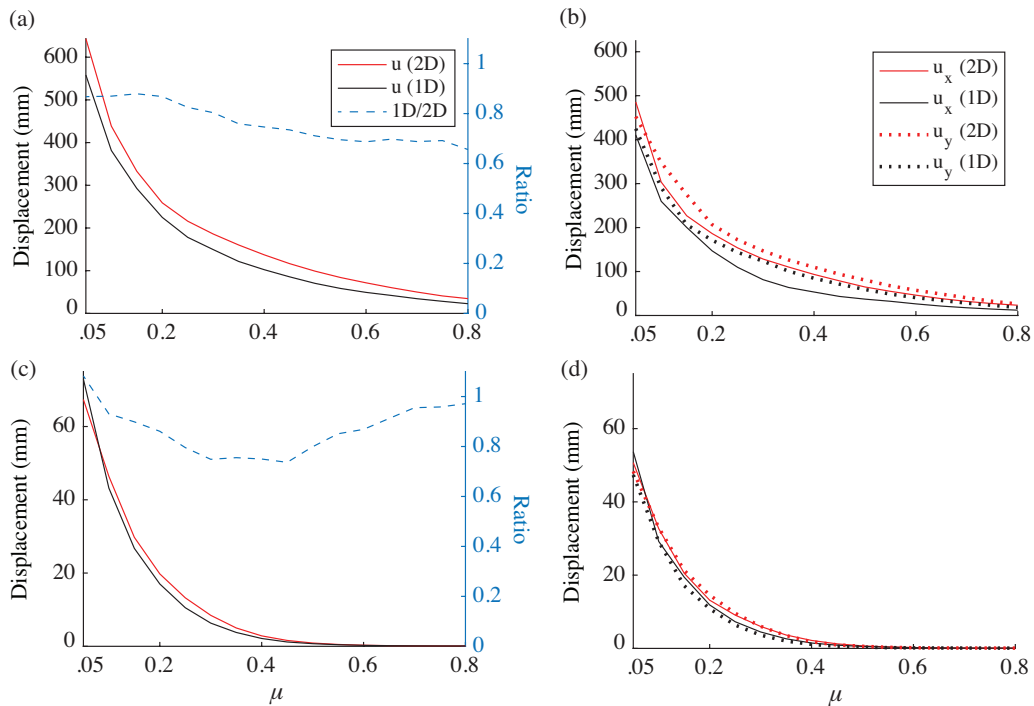 (a)
Displacement (mm)
600
500
400
300
200
100
0
.05
0.2
0.4
0.6
0.8
u (2D)
u (1D)
1D/2D
1
0.8
0.6
0.4
0.2
0
Ratio
(b)
Displacement (mm)
600
500
400
300
200
100
0
0.05
0.2
0.4
0.6
0.8
u_x (2D)
u_x (1D)
u_y (2D)
u_y (1D)
(c)
Displacement (mm)
60
40
20
0
.05
0.2
0.4
0.6
0.8
μ
1
0.8
0.6
0.4
0.2
0
Ratio
(d)
Displacement (mm)
60
40
20
0
.05
0.2
0.4
0.6
0.8
μ